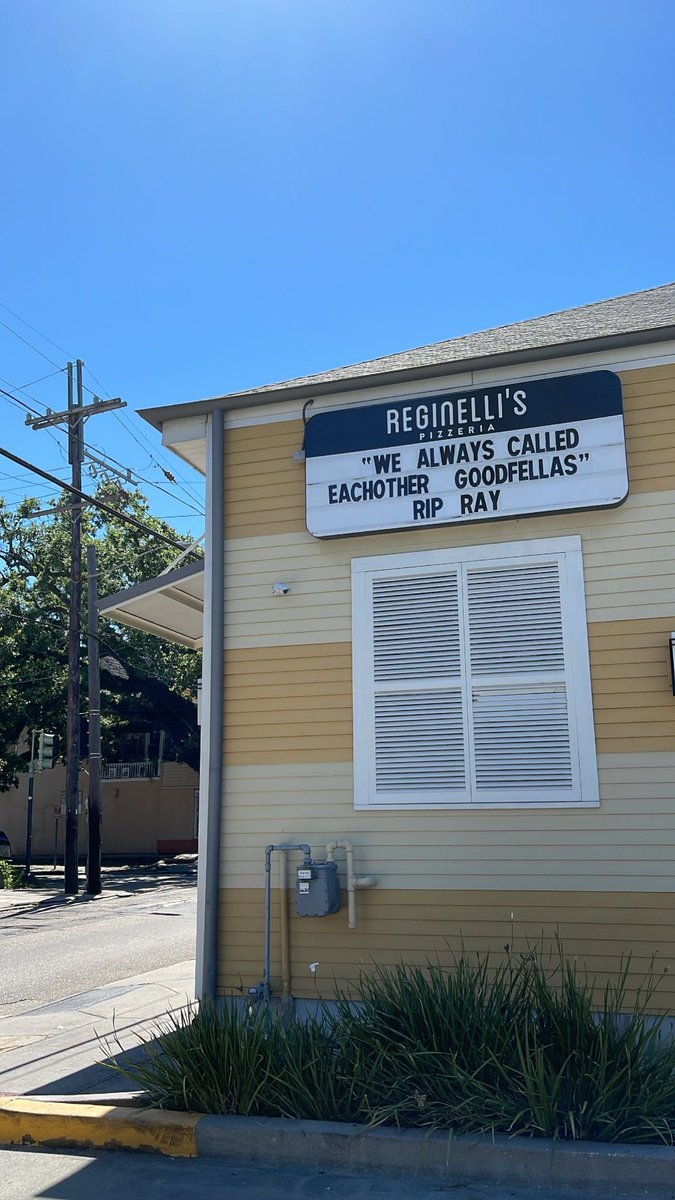 REGINELLI'S
PIZZERIA
"WE ALWAYS CALLED
EACHOTHER GOODFELLAS"
RIP RAY